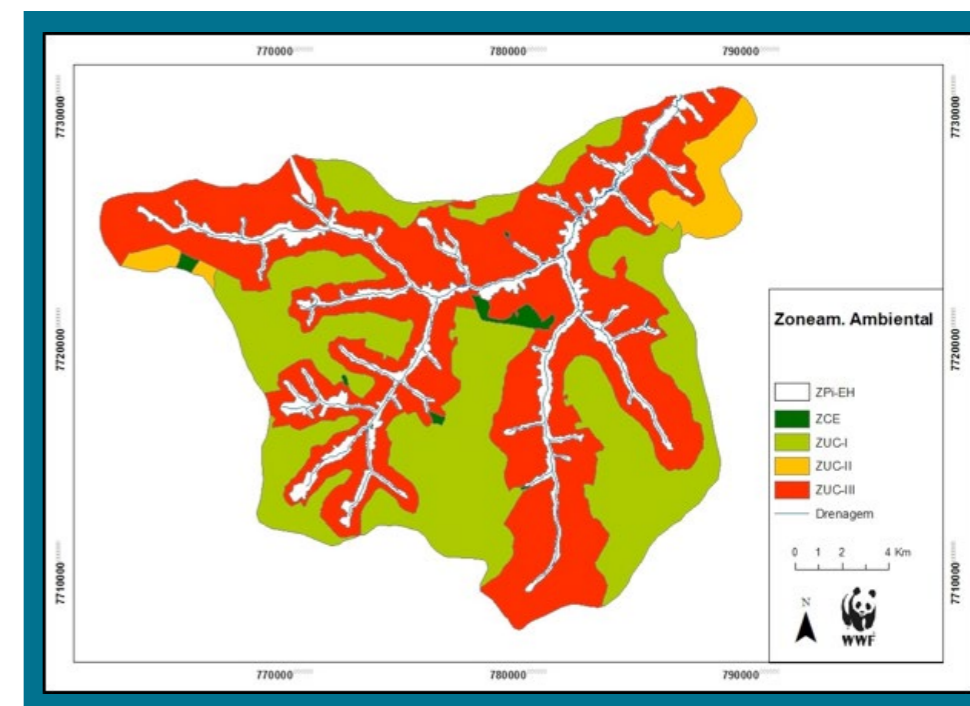 770000 780000 790000
7730000 7730000
Zoneam. Ambiental
7720000 7720000
ZPi-EH
ZCE
ZUC-I
ZUC-II
ZUC-III
Drenagem
0 1 2 4 Km
7710000 7710000
N
WWF
770000 780000 790000